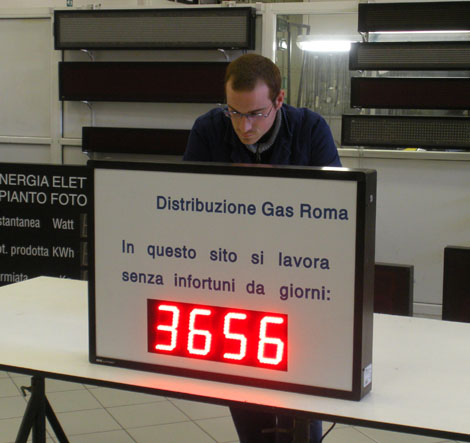 Distribuzione Gas Roma
In questo sito si lavora
senza infortuni da giorni:
3656
NERGIA ELET
PIANTO FOTO
stantanea Watt
ot. prodotta KWh